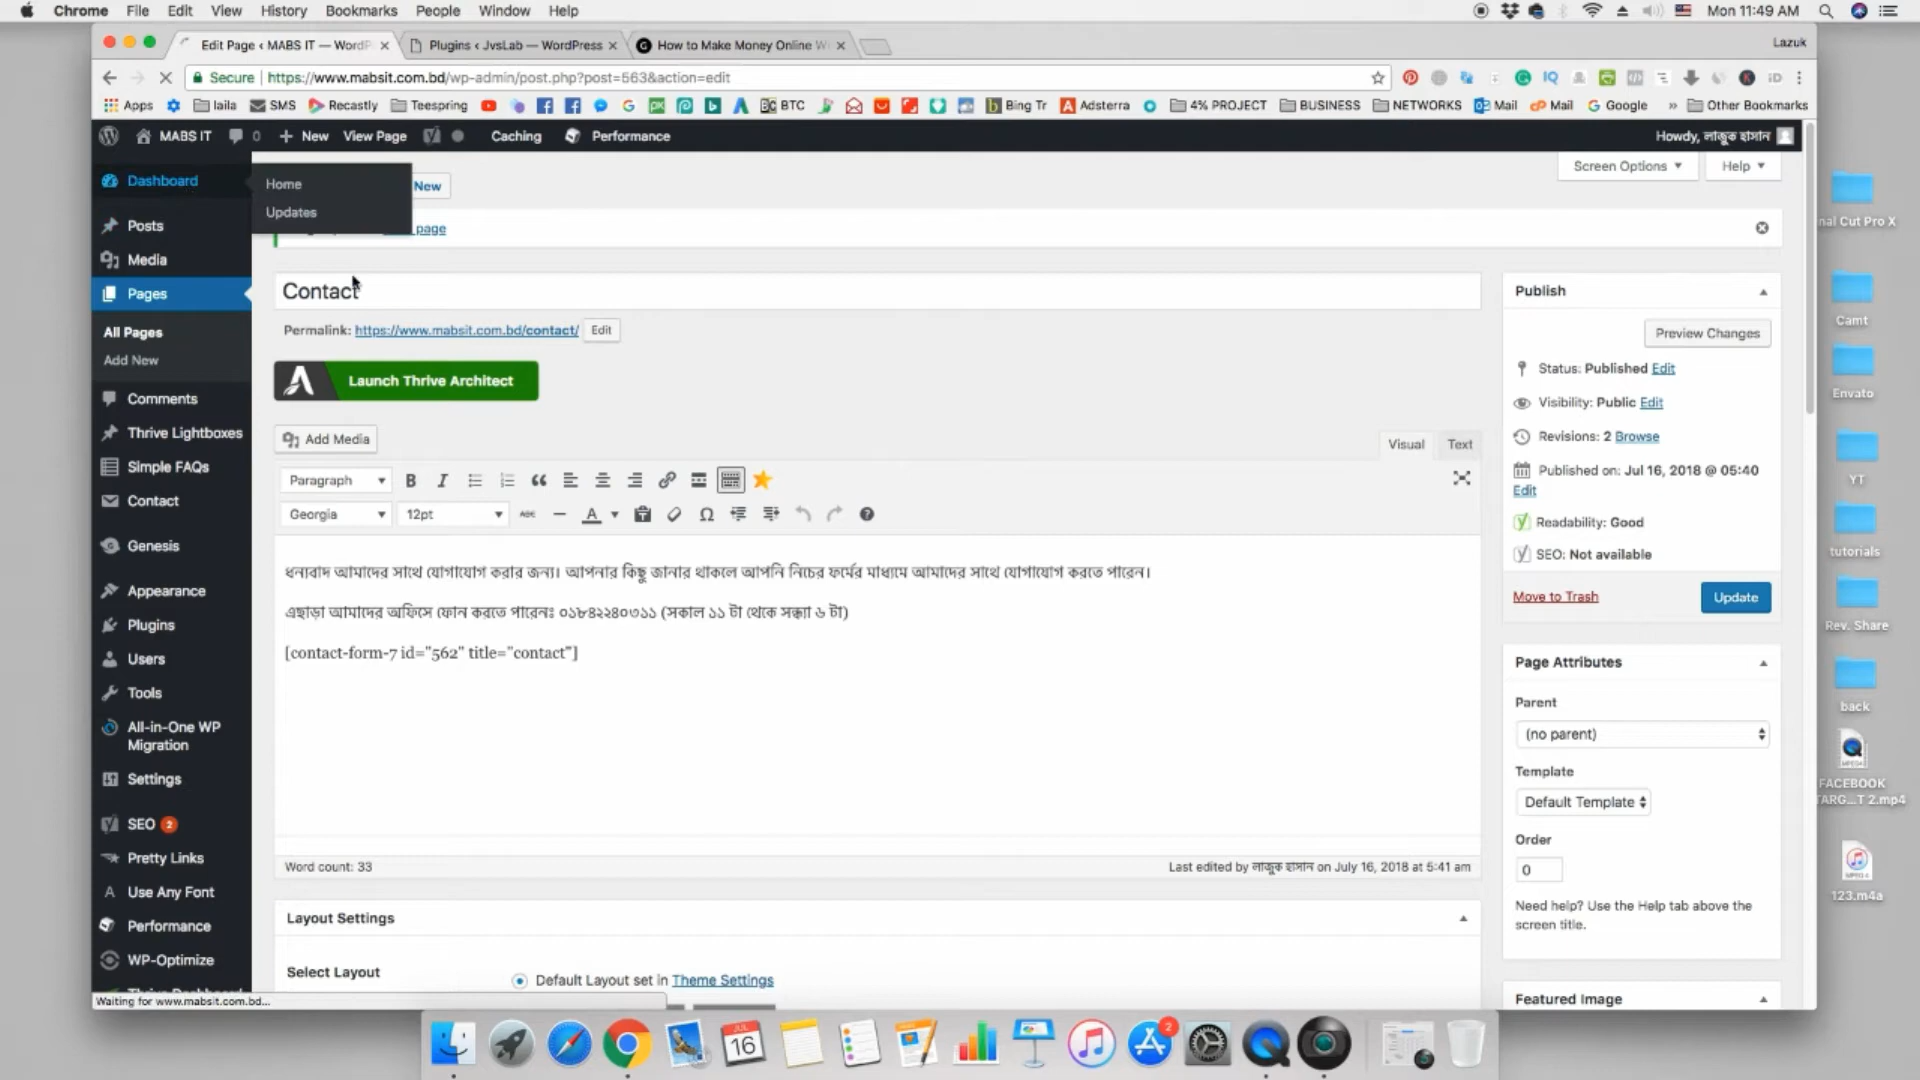 Chrome File Edit View History Bookmarks People Window Help Mon 11:49 AM
Edit Page ‹ MABS IT — WordP
Plugins ‹ JvsLab — WordPress
How to Make Money Online W
Lazuk
Secure https://www.mabsit.com.bd/wp-admin/post.php?post=563&action=edit
Apps laila SMS Recastly Teespring BTC Bing Tr Adsterra 4% PROJECT BUSINESS NETWORKS Mail Mail Google » Other Bookmarks
MABS IT 0 + New View Page Caching Performance Howdy, লাজুক হাসান
Dashboard
Home
Updates
New
Screen Options
Help
page
Posts
Media
Pages
All Pages
Add New
Comments
Thrive Lightboxes
Simple FAQs
Contact
Genesis
Appearance
Plugins
Users
Tools
All-in-One WP
Migration
Settings
SEO 2
Pretty Links
Use Any Font
Performance
WP-Optimize
Thrive Dashboard
Waiting for www.mabsit.com.bd...
Contact
Permalink: https://www.mabsit.com.bd/contact/ Edit
Launch Thrive Architect
Add Media
Visual Text
Paragraph
Georgia 12pt
ধন্যবাদ আমাদের সাথে যোগাযোগ করার জন্য। আপনার কিছু জানার থাকলে আপনি নিচের ফর্মের মাধ্যমে আমাদের সাথে যোগাযোগ করতে পারেন।
এছাড়া আমাদের অফিসে ফোন করতে পারেনঃ ০১৮৪২২৪০৩১১ (সকাল ১১ টা থেকে সন্ধ্যা ৬ টা)
[contact-form-7 id="562" title="contact"]
Word count: 33
Last edited by লাজুক হাসান on July 16, 2018 at 5:41 am
Layout Settings
Select Layout
Default Layout set in Theme Settings
Publish
Preview Changes
Status: Published Edit
Visibility: Public Edit
Revisions: 2 Browse
Published on: Jul 16, 2018 @ 05:40
Edit
Readability: Good
SEO: Not available
Move to Trash
Update
Page Attributes
Parent
(no parent)
Template
Default Template
Order
0
Need help? Use the Help tab above the
screen title.
Featured Image
nal Cut Pro X
Camt
Envato
YT
tutorials
Rev. Share
back
FACEBOOK
TARG...T 2.mp4
123.m4a
JUL
16
2